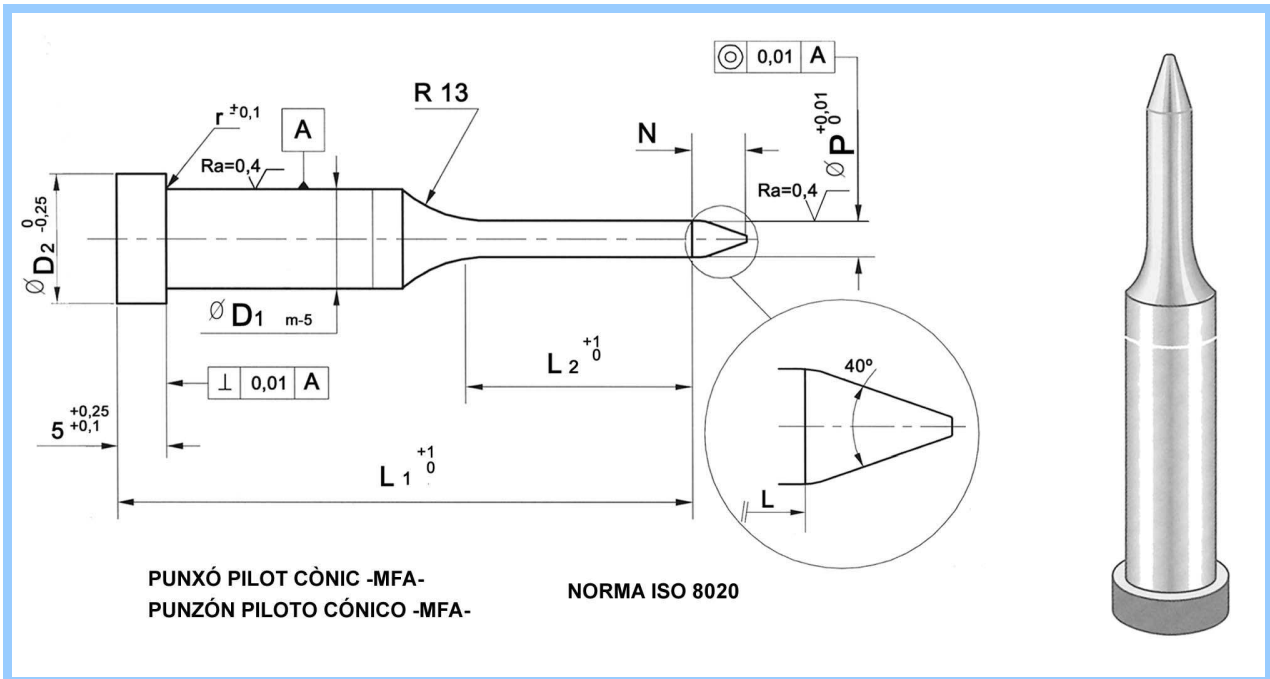 ◎ 0,01 A
R 13
r ±0,1
A
N
Ø P +0,01 0
Ra=0,4
Ra=0,4
Ø D2 0 -0,25
Ø D1 m-5
L2 +1 0
40º
⊥ 0,01 A
5 +0,25 +0,1
L1 +1 0
L
PUNXÓ PILOT CÒNIC -MFA-
PUNZÓN PILOTO CÓNICO -MFA-
NORMA ISO 8020